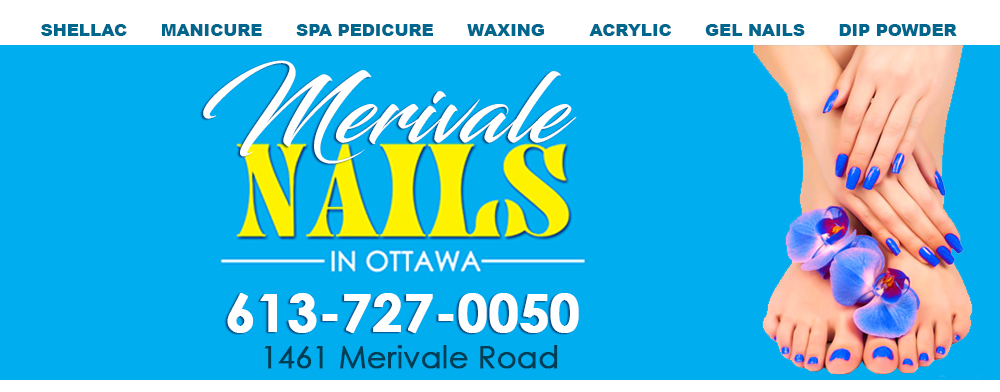 SHELLAC MANICURE SPA PEDICURE WAXING ACRYLIC GEL NAILS DIP POWDER
Merivale
NAILS
IN OTTAWA
613-727-0050
1461 Merivale Road